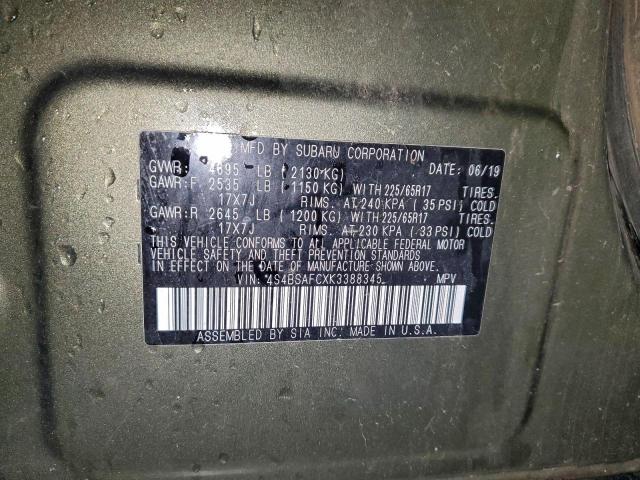 MFD BY SUBARU CORPORATION
GVWR: 4695 LB ( 2130 KG) DATE: 06/19
GAWR:F 2535 LB ( 1150 KG) WITH 225/65R17 TIRES.
17X7J RIMS. AT 240 KPA ( 35 PSI) COLD
GAWR:R 2645 LB ( 1200 KG) WITH 225/65R17 TIRES.
17X7J RIMS. AT 230 KPA ( 33 PSI) COLD
THIS VEHICLE CONFORMS TO ALL APPLICABLE FEDERAL MOTOR
VEHICLE SAFETY AND THEFT PREVENTION STANDARDS
IN EFFECT ON THE DATE OF MANUFACTURE SHOWN ABOVE.
VIN: 4S4BSAFCXK3388345 MPV
ASSEMBLED BY SIA INC. MADE IN U.S.A.